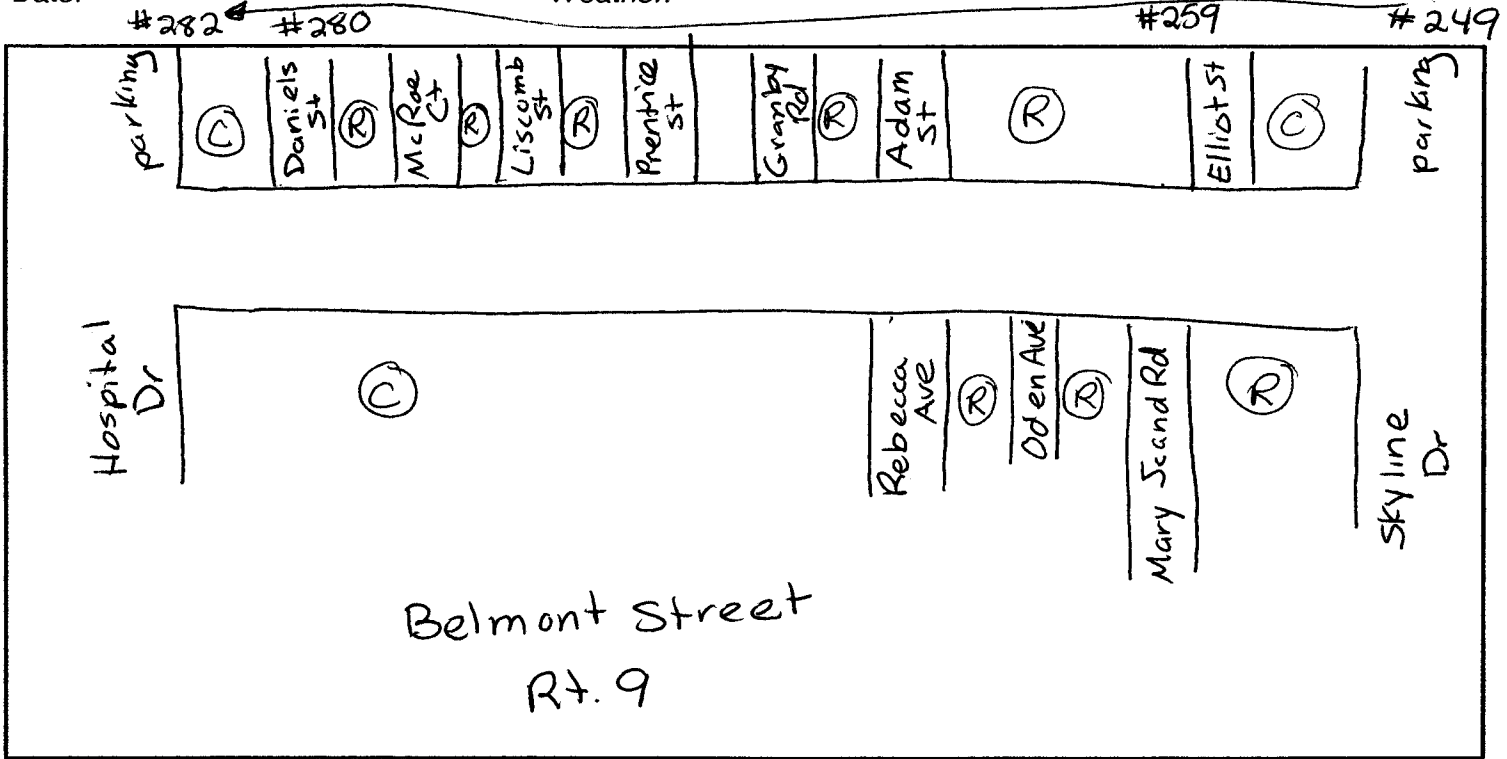 #282 #280 #259 #249
parking
C
Daniels
St
R
McRae
Ct
R
Liscomb
St
R
Prentice
St
Granby
Rd
R
Adam
St
R
Elliot St
C
parking
Hospital
Dr
C
Rebecca
Ave
R
Oden Ave
R
Mary Scand Rd
R
Skyline
Dr
Belmont Street
Rt. 9